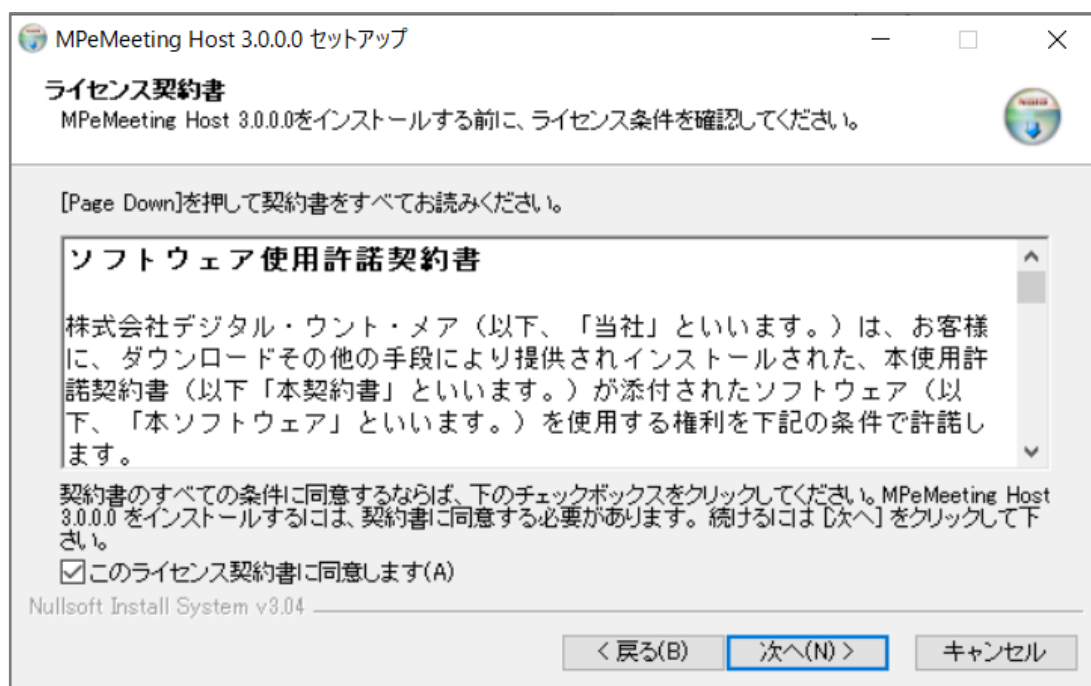 MPeMeeting Host 3.0.0.0 セットアップ
ライセンス契約書
MPeMeeting Host 3.0.0.0をインストールする前に、ライセンス条件を確認してください。
[Page Down]を押して契約書をすべてお読みください。
ソフトウェア使用許諾契約書
株式会社デジタル・ウント・メア（以下、「当社」といいます。）は、お客様
に、ダウンロードその他の手段により提供されインストールされた、本使用許
諾契約書（以下「本契約書」といいます。）が添付されたソフトウェア（以
下、「本ソフトウェア」といいます。）を使用する権利を下記の条件で許諾し
ます。
契約書のすべての条件に同意するならば、下のチェックボックスをクリックしてください。MPeMeeting Host
3.0.0.0 をインストールするには、契約書に同意する必要があります。続けるには [次へ] をクリックして下
さい。
このライセンス契約書に同意します(A)
Nullsoft Install System v3.04
< 戻る(B)
次へ(N) >
キャンセル